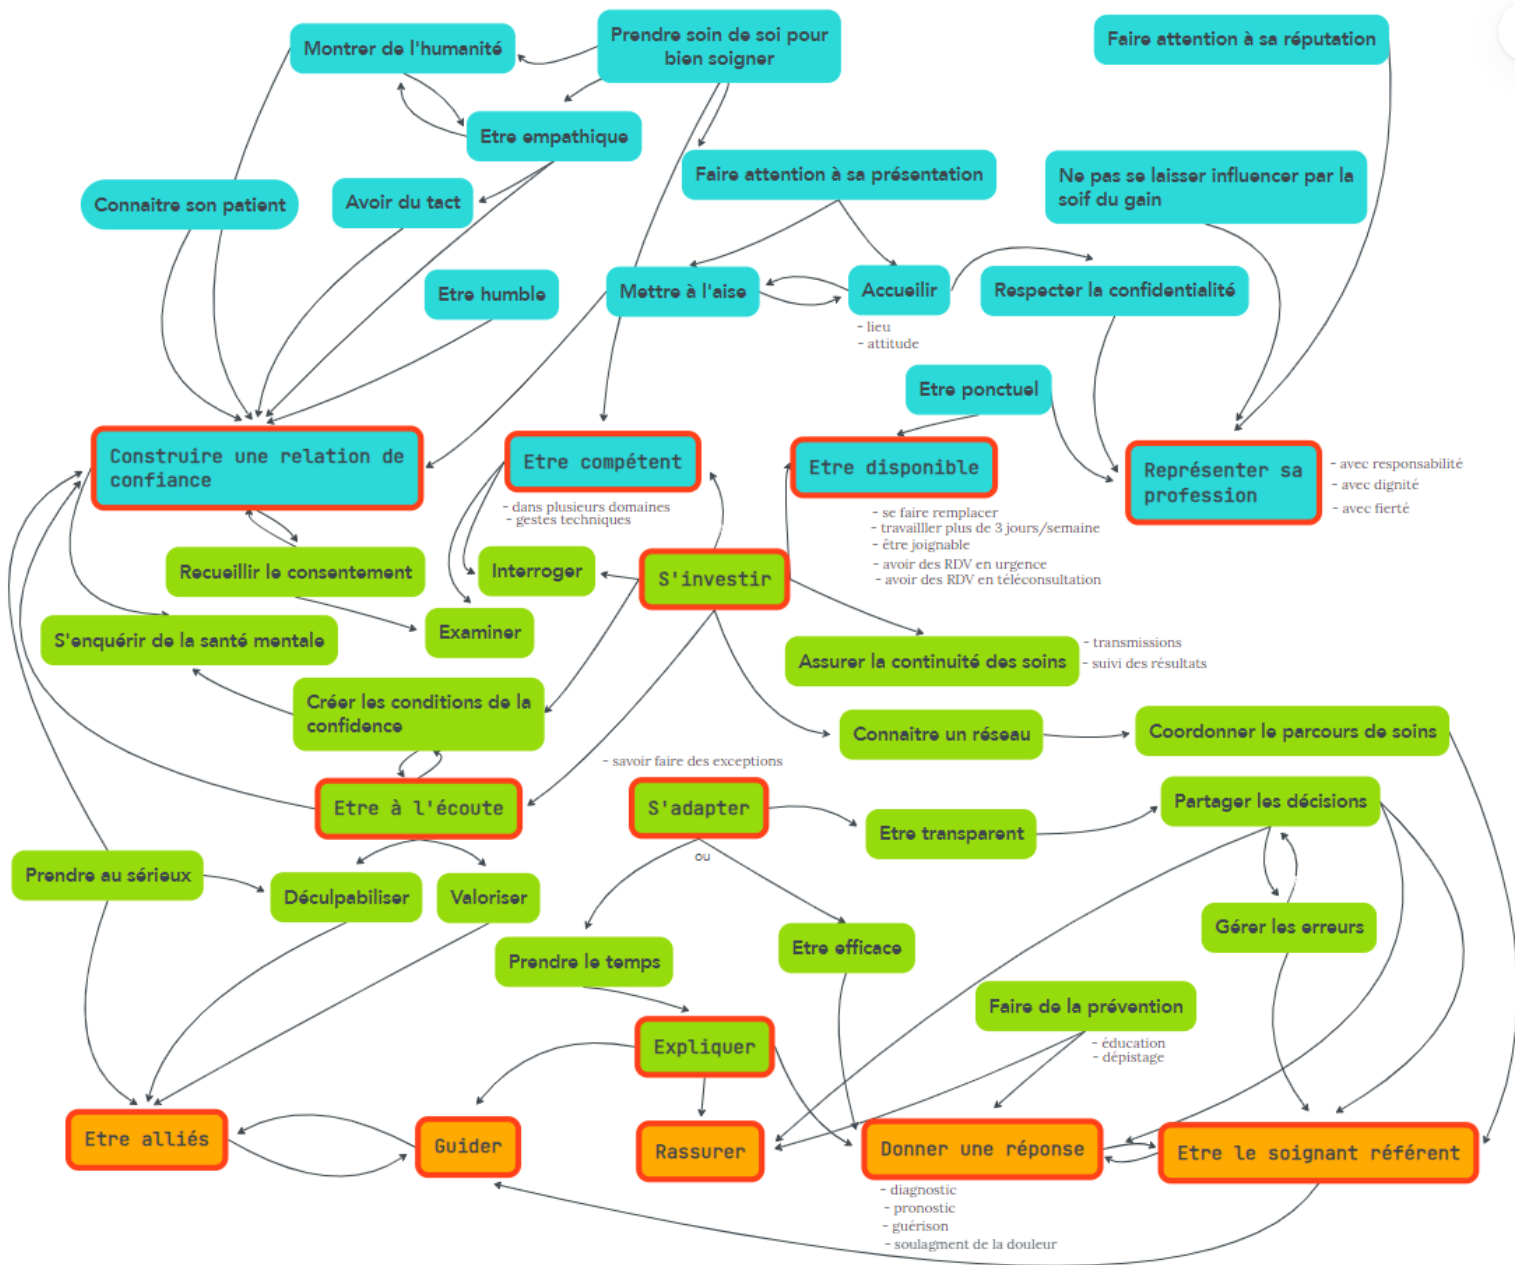 Montrer de l'humanité
Prendre soin de soi pour
bien soigner
Faire attention à sa réputation
Etre empathique
Faire attention à sa présentation
Ne pas se laisser influencer par la
soif du gain
Connaitre son patient
Avoir du tact
Etre humble
Mettre à l'aise
Accueilir
- lieu
- attitude
Respecter la confidentialité
Etre ponctuel
Construire une relation de
confiance
Etre compétent
- dans plusieurs domaines
- gestes techniques
Etre disponible
- se faire remplacer
- travailller plus de 3 jours/semaine
- être joignable
- avoir des RDV en urgence
- avoir des RDV en téléconsultation
Représenter sa
profession
- avec responsabilité
- avec dignité
- avec fierté
Recueillir le consentement
Interroger
S'investir
Examiner
S'enquérir de la santé mentale
Assurer la continuité des soins
- transmissions
- suivi des résultats
Créer les conditions de la
confidence
Connaitre un réseau
Coordonner le parcours de soins
- savoir faire des exceptions
Etre à l'écoute
S'adapter
ou
Etre transparent
Partager les décisions
Prendre au sérieux
Déculpabiliser
Valoriser
Gérer les erreurs
Prendre le temps
Etre efficace
Faire de la prévention
- éducation
- dépistage
Expliquer
Etre alliés
Guider
Rassurer
Donner une réponse
- diagnostic
- pronostic
- guérison
- soulagment de la douleur
Etre le soignant référent